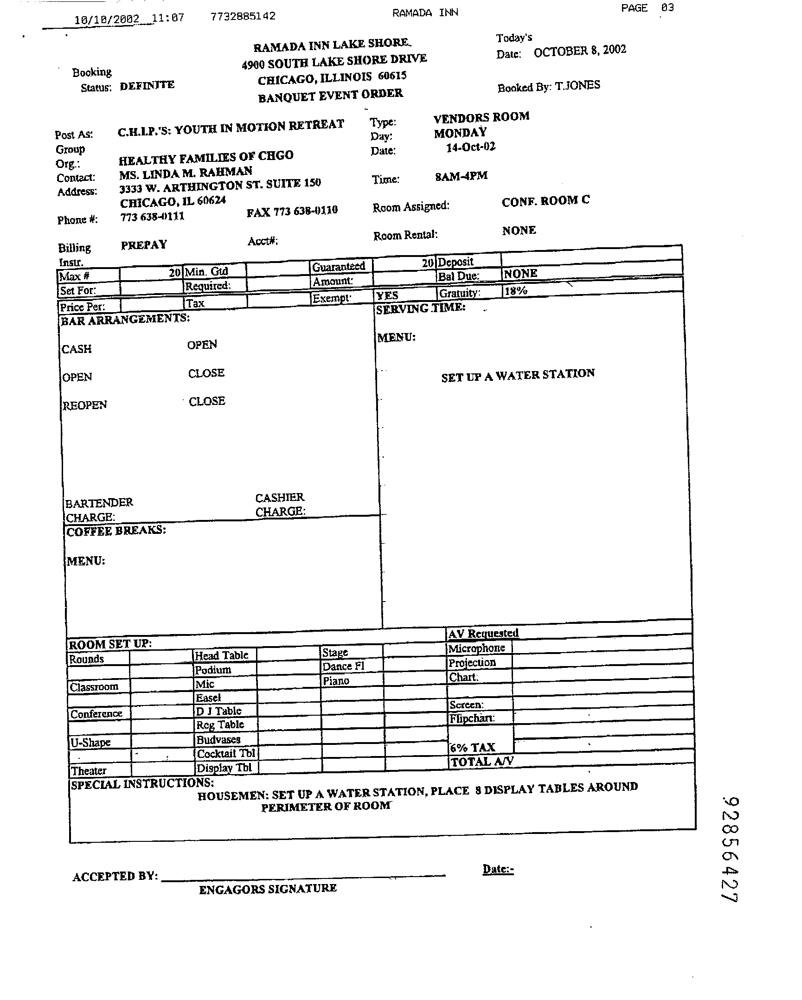 10/10/2002 11:07 7732885142 RAMADA INN PAGE 03
RAMADA INN LAKE SHORE
4900 SOUTH LAKE SHORE DRIVE
CHICAGO, ILLINOIS 60615
BANQUET EVENT ORDER
Today's
Date: OCTOBER 8, 2002
Booking
Status: DEFINITE
Booked By: T.JONES
Post As: C.H.I.P.'S: YOUTH IN MOTION RETREAT
Group
Org.: HEALTHY FAMILIES OF CHGO
Contact: MS. LINDA M. RAHMAN
Address: 3333 W. ARTHINGTON ST. SUITE 150
CHICAGO, IL 60624
Phone #: 773 638-0111 FAX 773 638-0110
Type: VENDORS ROOM
Day: MONDAY
Date: 14-Oct-02
Time: 8AM-4PM
Room Assigned: CONF. ROOM C
Room Rental: NONE
Billing PREPAY Acct#:
Instr.
Max # 20 Min. Gtd Guaranteed 20 Deposit
Set For: Required: Amount: Bal Due: NONE
Price Per: Tax Exempt: YES Gratuity: 18%
BAR ARRANGEMENTS:
CASH OPEN
OPEN CLOSE
REOPEN CLOSE
BARTENDER CASHIER
CHARGE: CHARGE:
COFFEE BREAKS:
MENU:
SERVING TIME:
MENU:
SET UP A WATER STATION
ROOM SET UP: AV Requested
Rounds Head Table Stage Microphone
Podium Dance Fl Projection
Classroom Mic Piano Chart:
Easel
Conference D J Table Screen:
Reg Table Flipchart:
U-Shape Budvases
Cocktail Tbl 6% TAX
Theater Display Tbl TOTAL A/V
SPECIAL INSTRUCTIONS:
HOUSEMEN: SET UP A WATER STATION, PLACE 8 DISPLAY TABLES AROUND
PERIMETER OF ROOM
ACCEPTED BY: Date:-
ENGAGORS SIGNATURE
92856427